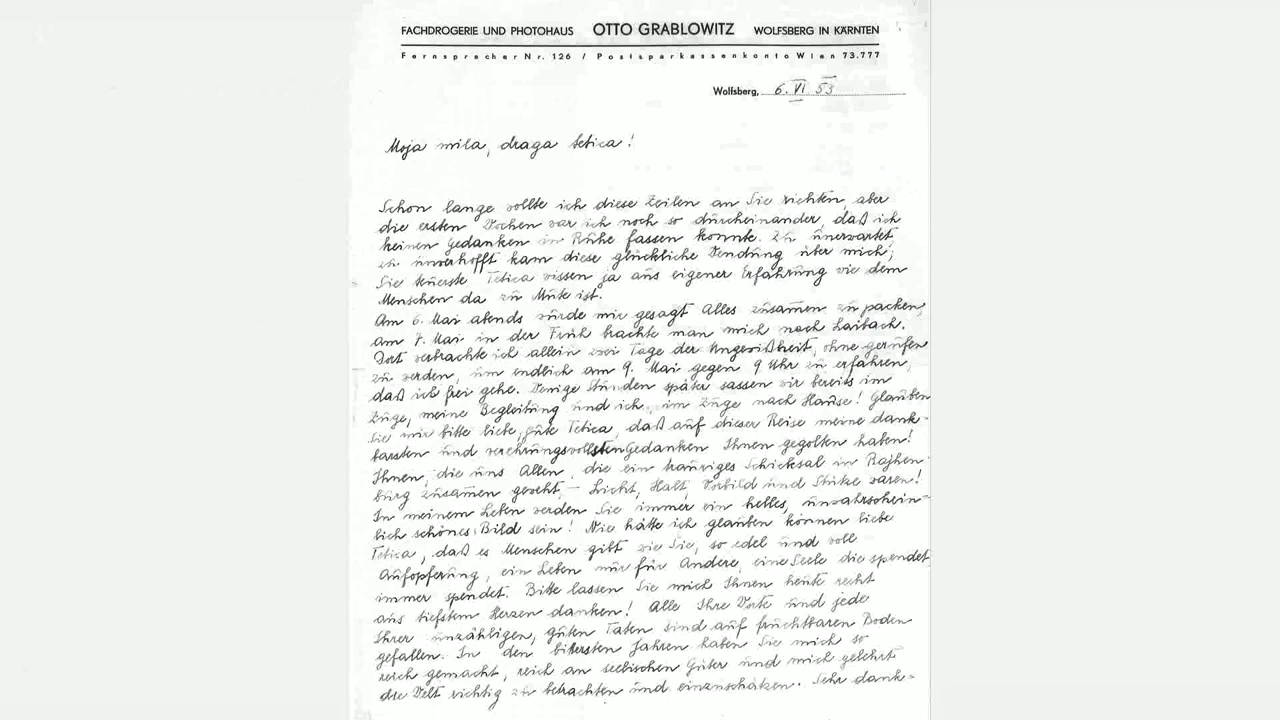 FACHDROGERIE UND PHOTOHAUS OTTO GRABLOWITZ WOLFSBERG IN KÄRNTEN
Fernsprecher Nr. 126 / Postsparkassenkonto Wien 73.777
Wolfsberg, 6. VI. 53
Moja mila, draga tetica!
Schon lange wollte ich diese Zeilen an Sie richten, aber
die ersten Wochen war ich noch so durcheinander, daß ich
keinen Gedanken in Ruhe fassen konnte. Zu unerwartet
zu unverhofft kam diese glückliche Wendung über mich;
Sie teuerste Tetica wissen ja aus eigener Erfahrung wie dem
Menschen da zu Mute ist.
Am 6. Mai abends wurde mir gesagt Alles zusammen zu packen,
am 7. Mai in der Früh brachte man mich nach Laibach.
Dort verbrachte ich allein zwei Tage der Ungewißheit, ohne gerufen
zu werden, um endlich am 9. Mai gegen 9 Uhr zu erfahren,
daß ich frei gehe. Wenige Stunden später sassen wir bereits im
Zuge, meine Begleitung und ich, im Zuge nach Hause! Glauben
Sie mir bitte liebe, gute Tetica, daß auf dieser Reise meine dank-
barsten und verehrungsvollsten Gedanken Ihnen gegolten haben!
Ihnen, die uns Allen, die ein trauriges Schicksal in Rajhen-
burg zusammen geweht, – Licht, Halt, Vorbild und Stütze waren!
In meinem Leben werden Sie immer ein helles, unwahrschein-
lich schönes Bild sein! Nie hätte ich glauben können liebe
Tetica, daß es Menschen gibt wie Sie, so edel und voll
Aufopferung, ein Leben nur für Andere, eine Seele die spendet,
immer spendet. Bitte lassen Sie mich Ihnen heute recht
aus tiefstem Herzen danken! Alle Ihre Worte und jede
Ihrer unzähligen, guten Taten sind auf fruchtbaren Boden
gefallen. In den bittersten Jahren haben Sie mich so
reich gemacht, reich an seelischen Güter und mich gelehrt
die Welt richtig zu betrachten und einzuschätzen. Sehr dank-